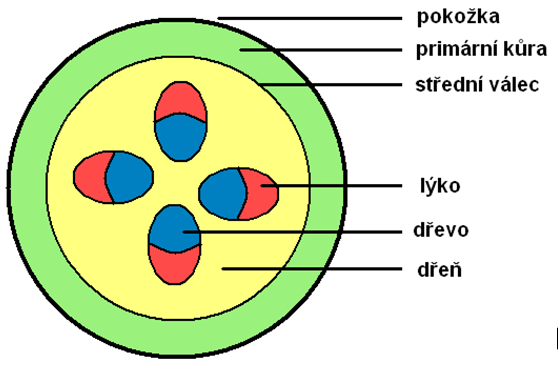 pokožka
primární kůra
střední válec
lýko
dřevo
dřeň